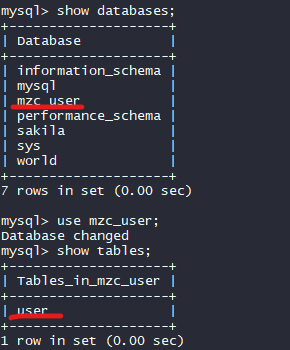 mysql> show databases;
+--------------------+
| Database           |
+--------------------+
| information_schema |
| mysql              |
| mzc_user           |
| performance_schema |
| sakila             |
| sys                |
| world              |
+--------------------+
7 rows in set (0.00 sec)

mysql> use mzc_user;
Database changed
mysql> show tables;
+--------------------+
| Tables_in_mzc_user |
+--------------------+
| user               |
+--------------------+
1 row in set (0.00 sec)